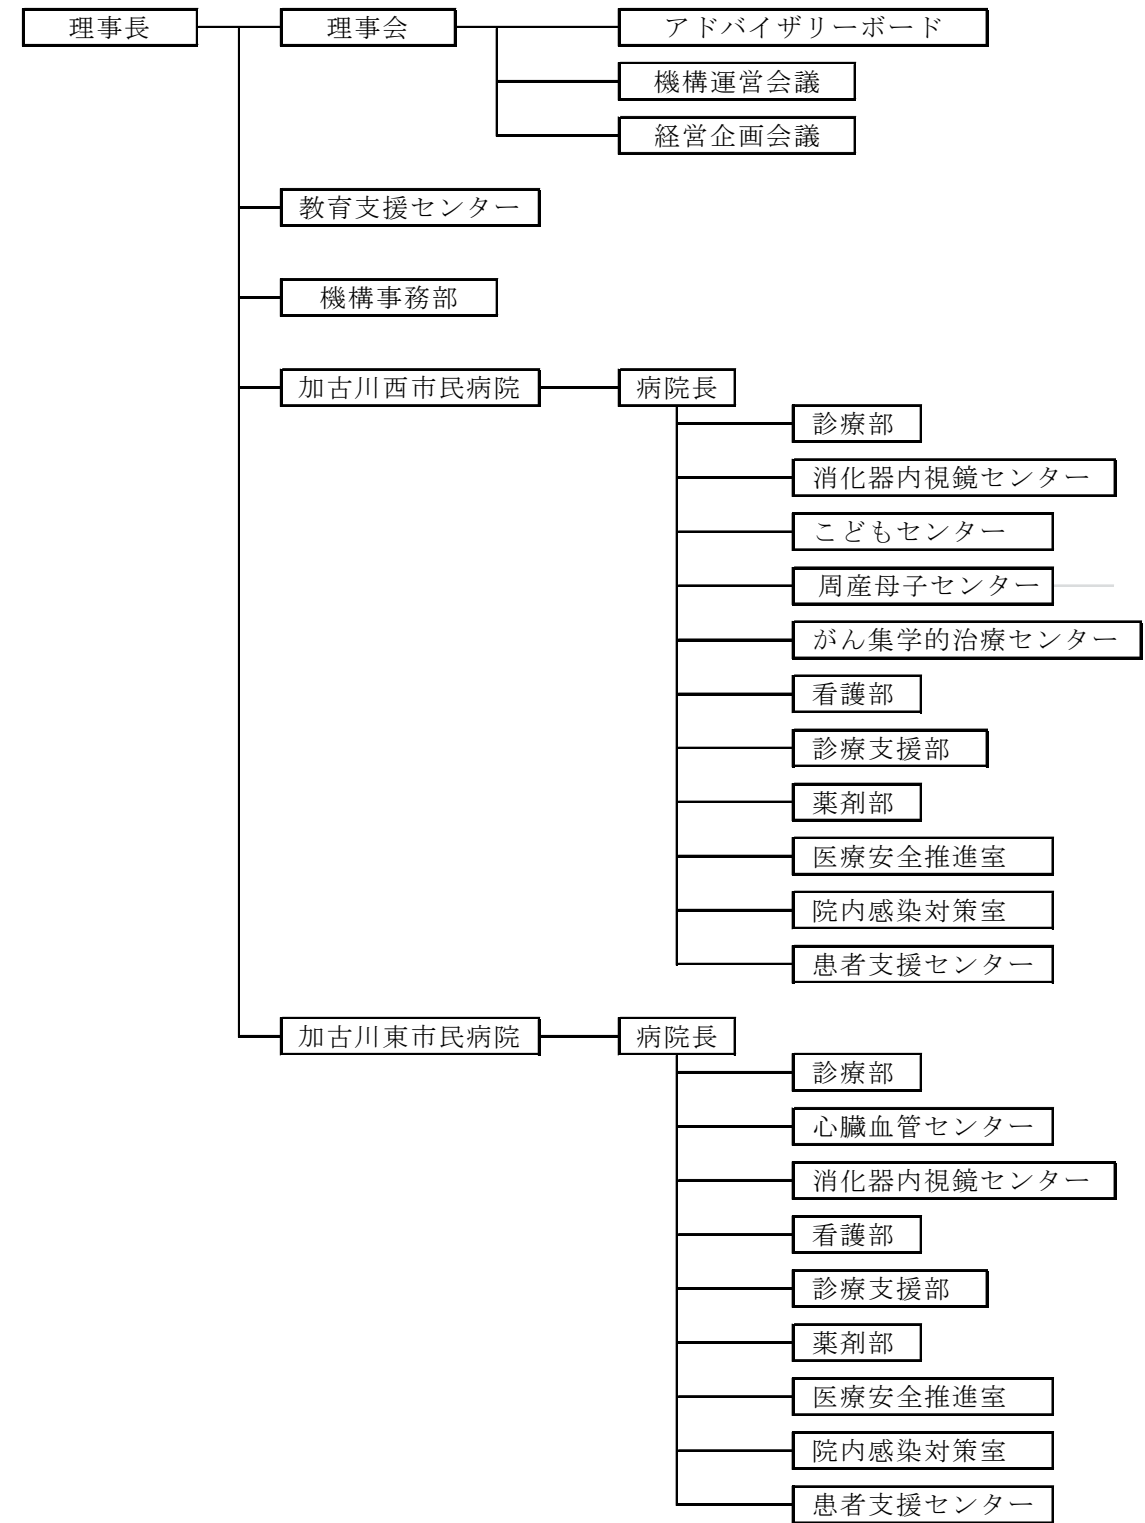 理事長
理事会
アドバイザリーボード
機構運営会議
経営企画会議
教育支援センター
機構事務部
加古川西市民病院
病院長
診療部
消化器内視鏡センター
こどもセンター
周産母子センター
がん集学的治療センター
看護部
診療支援部
薬剤部
医療安全推進室
院内感染対策室
患者支援センター
加古川東市民病院
病院長
診療部
心臓血管センター
消化器内視鏡センター
看護部
診療支援部
薬剤部
医療安全推進室
院内感染対策室
患者支援センター